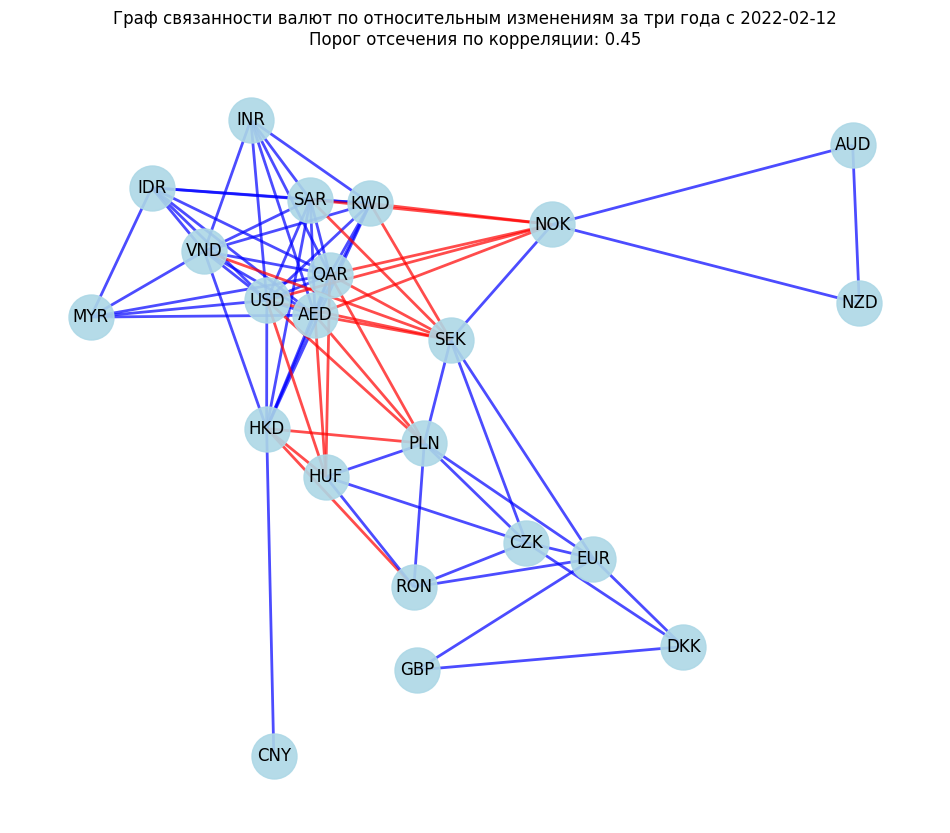 Граф связанности валют по относительным изменениям за три года с 2022-02-12
Порог отсечения по корреляции: 0.45
INR
AUD
IDR
SAR
KWD
NOK
VND
QAR
USD
NZD
AED
MYR
SEK
HKD
PLN
HUF
CZK
EUR
RON
DKK
GBP
CNY